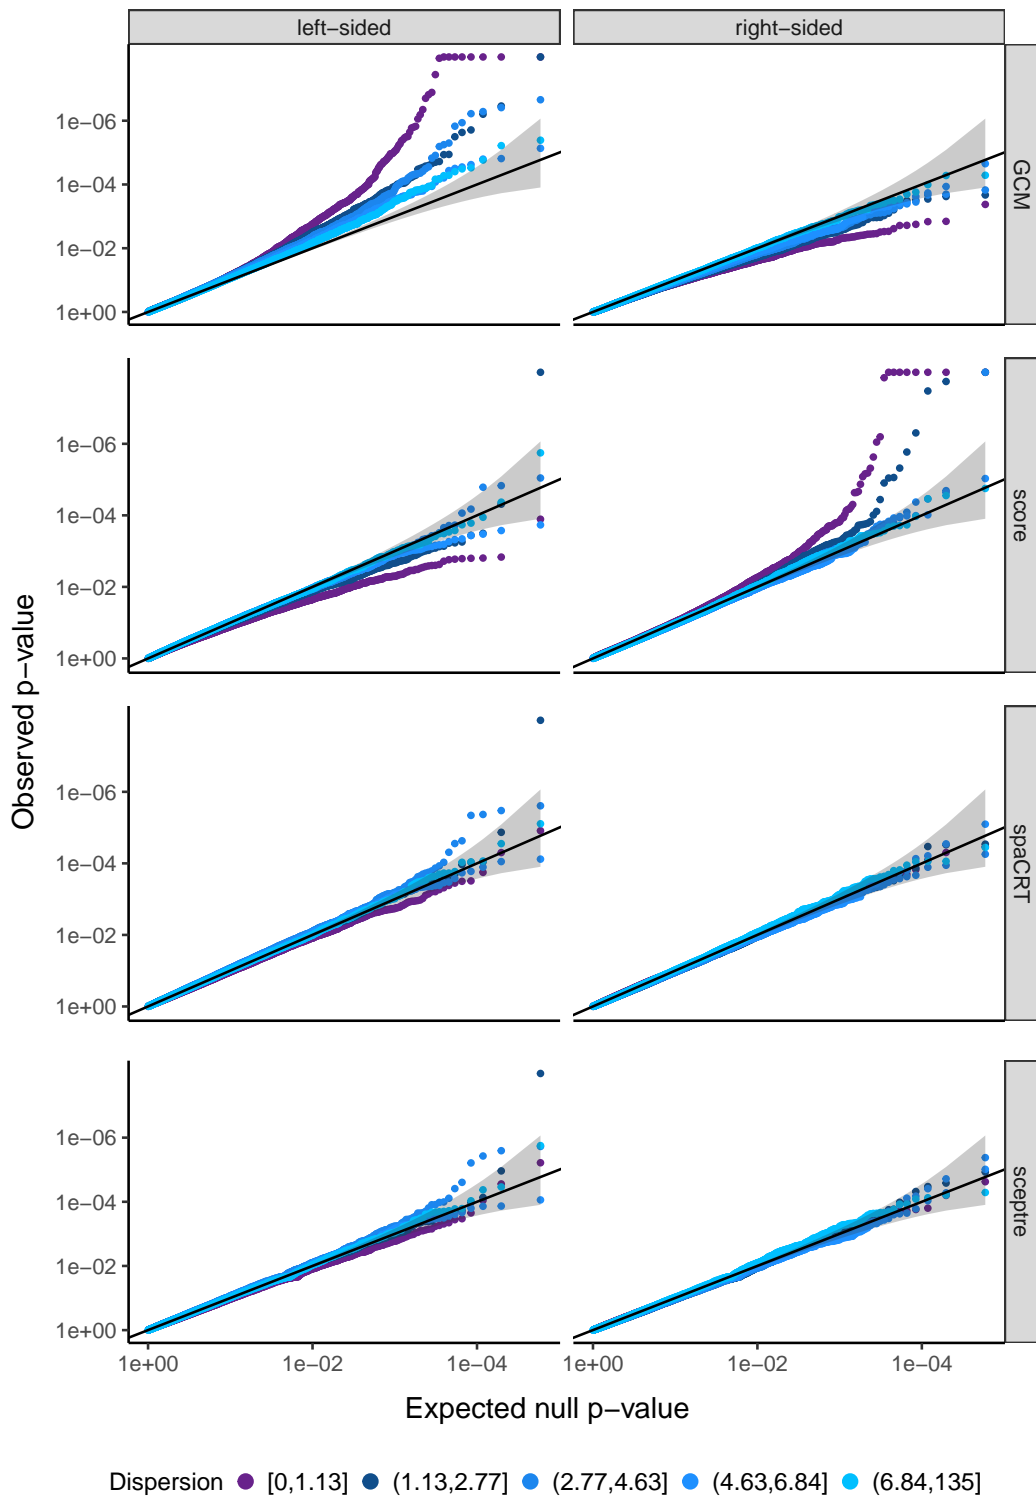 left−sided
right−sided
1e−06
1e−04
1e−02
1e+00
GCM
1e−06
1e−04
1e−02
1e+00
score
Observed p−value
1e−06
1e−04
1e−02
1e+00
spaCRT
1e−06
1e−04
1e−02
1e+00
sceptre
1e+00 1e−02 1e−04 1e+00 1e−02 1e−04
Expected null p−value
Dispersion [0,1.13] (1.13,2.77] (2.77,4.63] (4.63,6.84] (6.84,135]